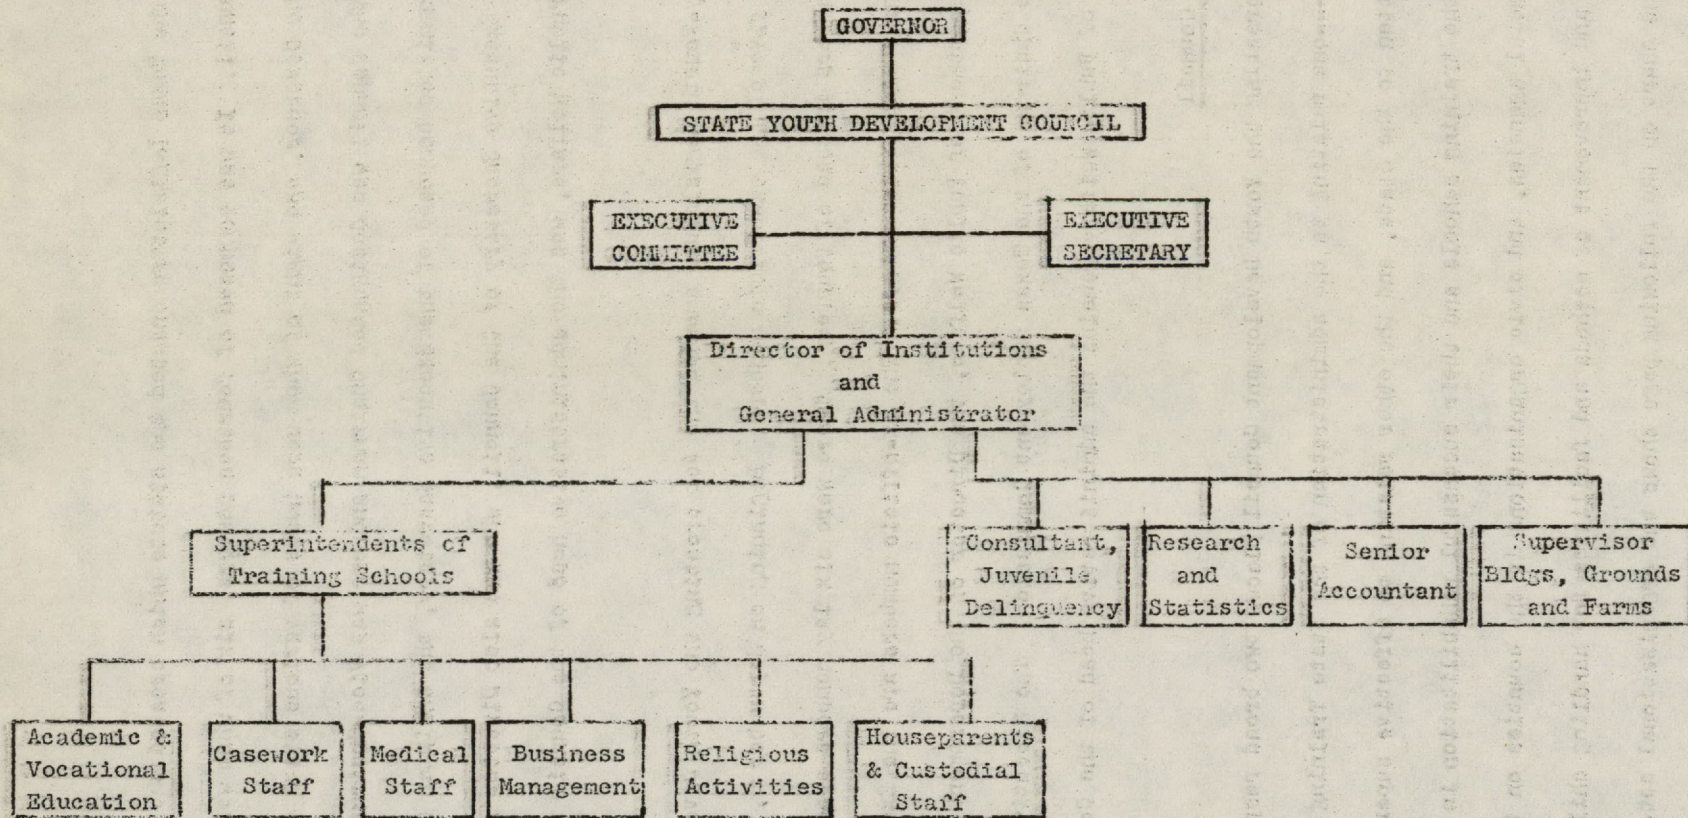 GOVERNOR
STATE YOUTH DEVELOPMENT COUNCIL
EXECUTIVE
COMMITTEE
EXECUTIVE
SECRETARY
Director of Institutions
and
General Administrator
Superintendents of
Training Schools
Consultant,
Juvenile
Delinquency
Research
and
Statistics
Senior
Accountant
Supervisor
Bldgs, Grounds
and Farms
Academic &
Vocational
Education
Casework
Staff
Medical
Staff
Business
Management
Religious
Activities
Houseparents
& Custodial
Staff